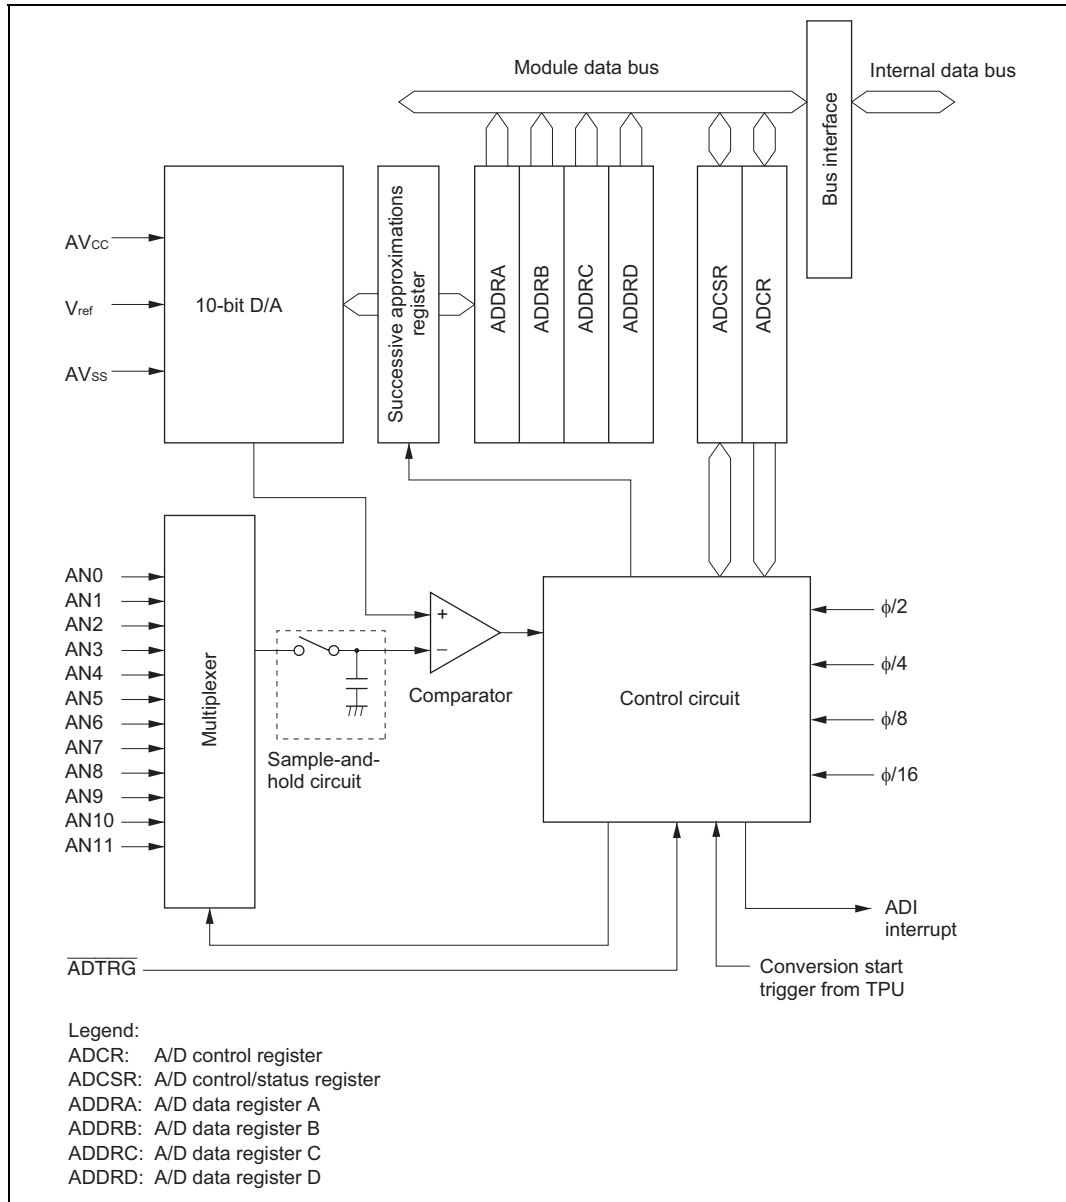 Module data bus
Internal data bus
Bus interface
AVCC
Vref
AVSS
10-bit D/A
Successive approximations
register
ADDRA
ADDRB
ADDRC
ADDRD
ADCSR
ADCR
AN0
AN1
AN2
AN3
AN4
AN5
AN6
AN7
AN8
AN9
AN10
AN11
Multiplexer
+
–
Comparator
Sample-and-
hold circuit
Control circuit
ϕ/2
ϕ/4
ϕ/8
ϕ/16
ADI
interrupt
ADTRG
Conversion start
trigger from TPU
Legend:
ADCR: A/D control register
ADCSR: A/D control/status register
ADDRA: A/D data register A
ADDRB: A/D data register B
ADDRC: A/D data register C
ADDRD: A/D data register D